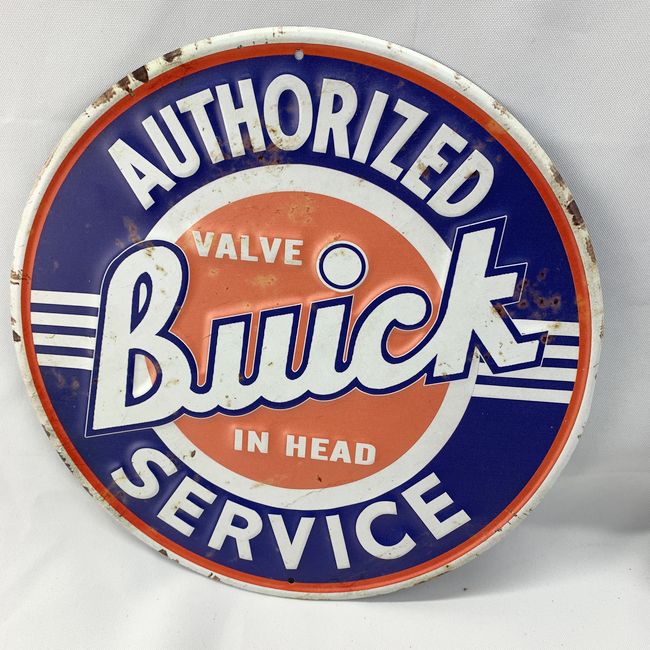 AUTHORIZED
VALVE
Buick
IN HEAD
SERVICE